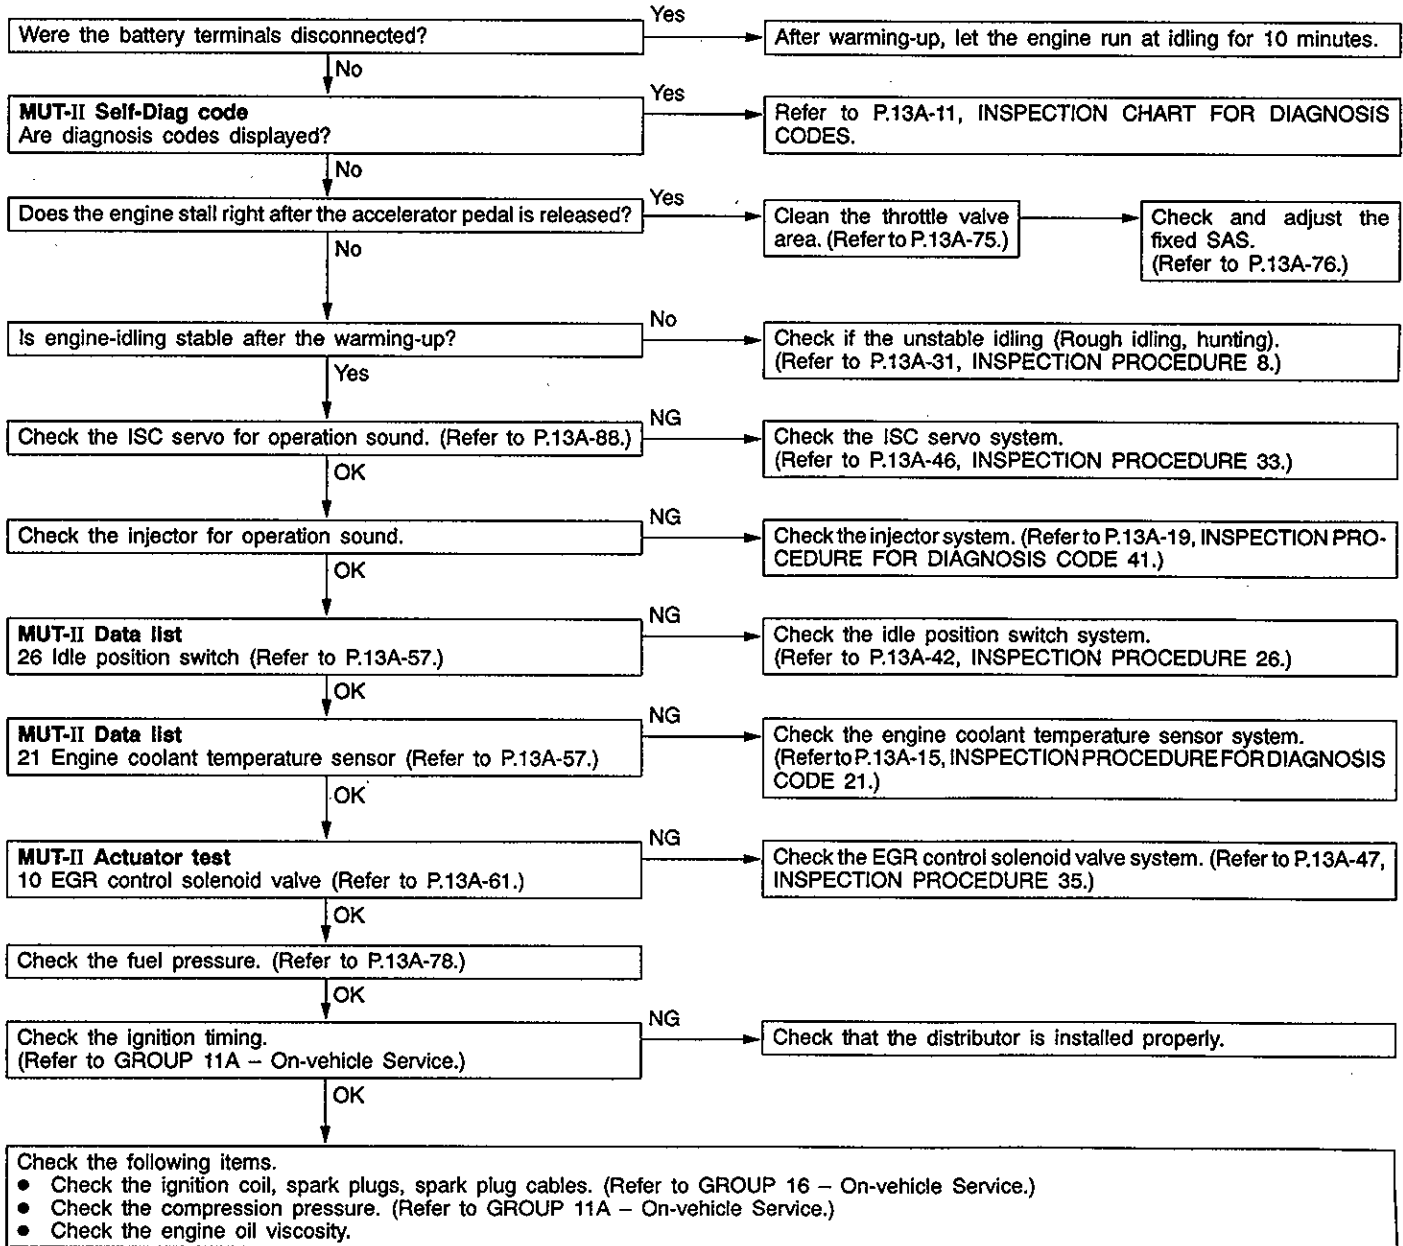 Were the battery terminals disconnected?
Yes
After warming-up, let the engine run at idling for 10 minutes.
No
MUT-II Self-Diag code
Are diagnosis codes displayed?
Yes
Refer to P.13A-11, INSPECTION CHART FOR DIAGNOSIS
CODES.
No
Does the engine stall right after the accelerator pedal is released?
Yes
Clean the throttle valve
area. (Refer to P.13A-75.)
Check and adjust the
fixed SAS.
(Refer to P.13A-76.)
No
Is engine-idling stable after the warming-up?
No
Check if the unstable idling (Rough idling, hunting).
(Refer to P.13A-31, INSPECTION PROCEDURE 8.)
Yes
Check the ISC servo for operation sound. (Refer to P.13A-88.)
NG
Check the ISC servo system.
(Refer to P.13A-46, INSPECTION PROCEDURE 33.)
OK
Check the injector for operation sound.
NG
Check the injector system. (Refer to P.13A-19, INSPECTION PRO-
CEDURE FOR DIAGNOSIS CODE 41.)
OK
MUT-II Data list
26 Idle position switch (Refer to P.13A-57.)
NG
Check the idle position switch system.
(Refer to P.13A-42, INSPECTION PROCEDURE 26.)
OK
MUT-II Data list
21 Engine coolant temperature sensor (Refer to P.13A-57.)
NG
Check the engine coolant temperature sensor system.
(Refer to P.13A-15, INSPECTION PROCEDURE FOR DIAGNOSIS
CODE 21.)
OK
MUT-II Actuator test
10 EGR control solenoid valve (Refer to P.13A-61.)
NG
Check the EGR control solenoid valve system. (Refer to P.13A-47,
INSPECTION PROCEDURE 35.)
OK
Check the fuel pressure. (Refer to P.13A-78.)
OK
Check the ignition timing.
(Refer to GROUP 11A – On-vehicle Service.)
NG
Check that the distributor is installed properly.
OK
Check the following items.
● Check the ignition coil, spark plugs, spark plug cables. (Refer to GROUP 16 – On-vehicle Service.)
● Check the compression pressure. (Refer to GROUP 11A – On-vehicle Service.)
● Check the engine oil viscosity.